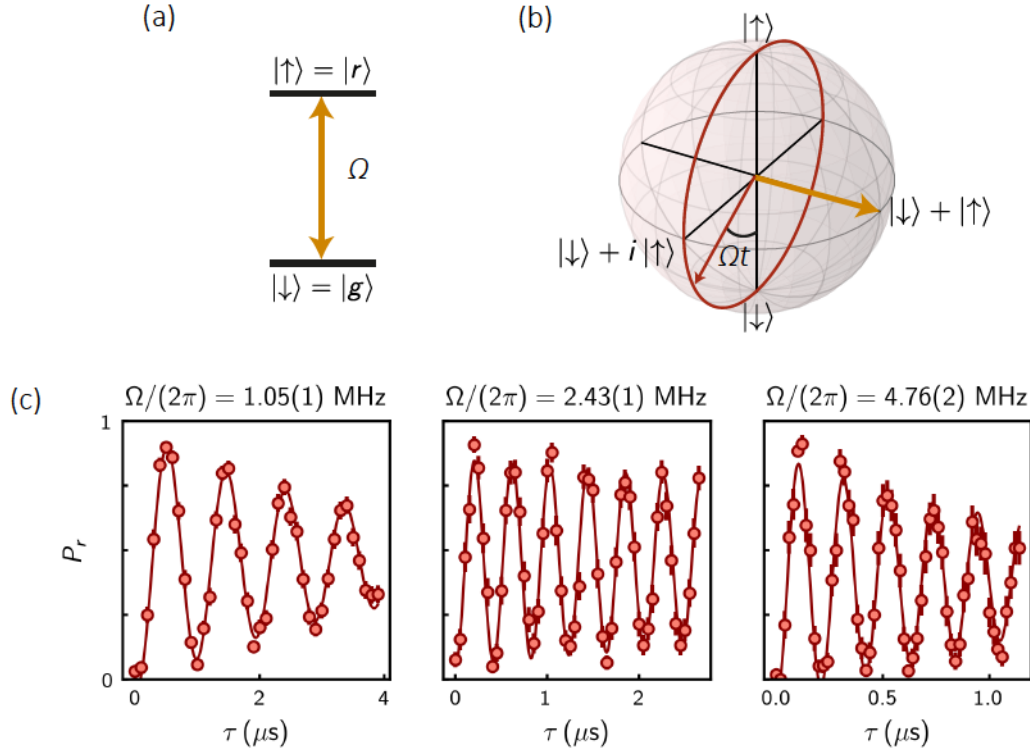 (a)
|↑⟩ = |r⟩
Ω
|↓⟩ = |g⟩
(b)
|↑⟩
|↓⟩ + |↑⟩
|↓⟩ + i |↑⟩
Ωt
|↓⟩
(c)
Ω/(2π) = 1.05(1) MHz
Ω/(2π) = 2.43(1) MHz
Ω/(2π) = 4.76(2) MHz
1
P_r
0
0 2 4
0 1 2
0.0 0.5 1.0
τ (μs)
τ (μs)
τ (μs)